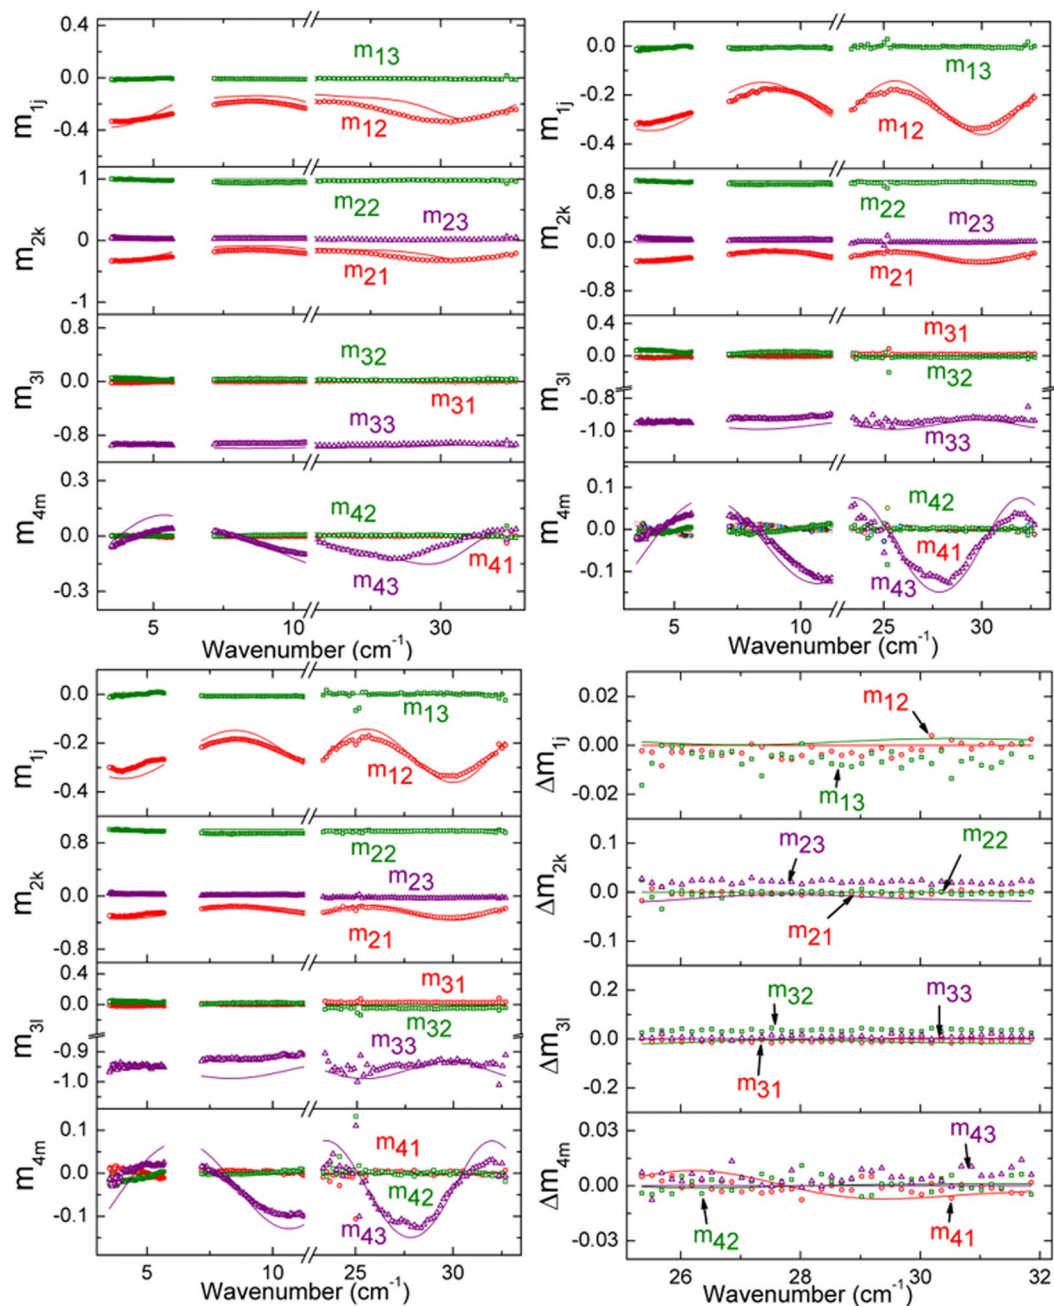 0.4
0.0
-0.4
m1j
m13
m12
1
0
-1
m2k
m22
m23
m21
0.8
0.0
-0.8
m3l
m32
m31
m33
0.3
0.0
-0.3
m4m
m42
m41
m43
5 10 30
Wavenumber (cm-1)
0.0
-0.2
-0.4
m1j
m13
m12
0.8
0.0
-0.8
m2k
m22
m23
m21
0.4
0.0
-0.8
-1.0
m3l
m31
m32
m33
0.1
0.0
-0.1
m4m
m42
m41
m43
5 10 25 30
Wavenumber (cm-1)
0.0
-0.2
-0.4
m1j
m13
m12
0.8
0.0
-0.8
m2k
m22
m23
m21
0.4
0.0
-0.9
-1.0
m3l
m31
m32
m33
0.1
0.0
-0.1
m4m
m41
m42
m43
5 10 25 30
Wavenumber (cm-1)
0.02
0.00
-0.02
Δm1j
m12
m13
0.1
0.0
-0.1
Δm2k
m23
m22
m21
0.2
0.0
-0.2
Δm3l
m32
m33
m31
0.03
0.00
-0.03
Δm4m
m43
m42
m41
26 28 30 32
Wavenumber (cm-1)